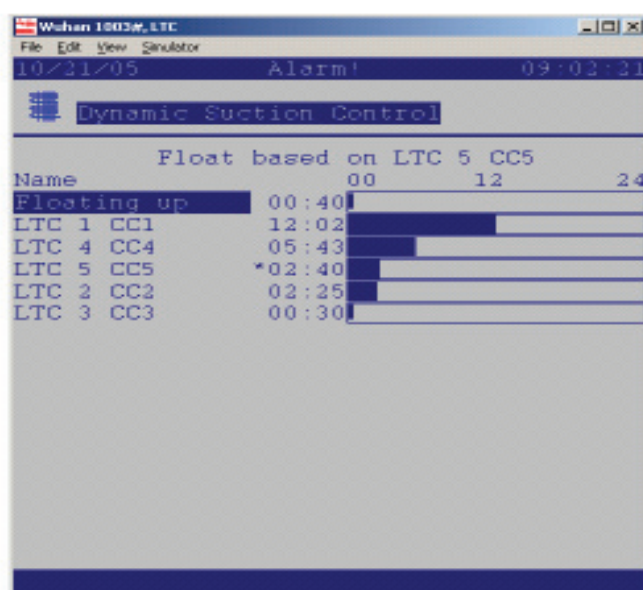 Wuhan 1003#, LTC
File Edit View Simulator
10/21/05 Alarm! 09:02:21
Dynamic Suction Control
Float based on LTC 5 CC5
Name 00 12 24
Floating up 00:40
LTC 1 CC1 12:02
LTC 4 CC4 05:43
LTC 5 CC5 *02:40
LTC 2 CC2 02:25
LTC 3 CC3 00:30